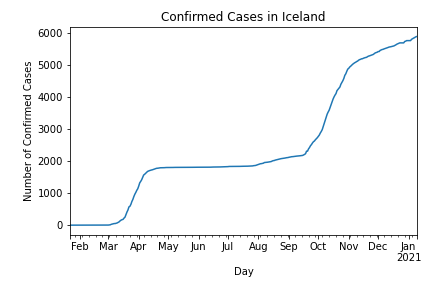 Confirmed Cases in Iceland
Number of Confirmed Cases
6000
5000
4000
3000
2000
1000
0
Feb Mar Apr May Jun Jul Aug Sep Oct Nov Dec Jan
2021
Day